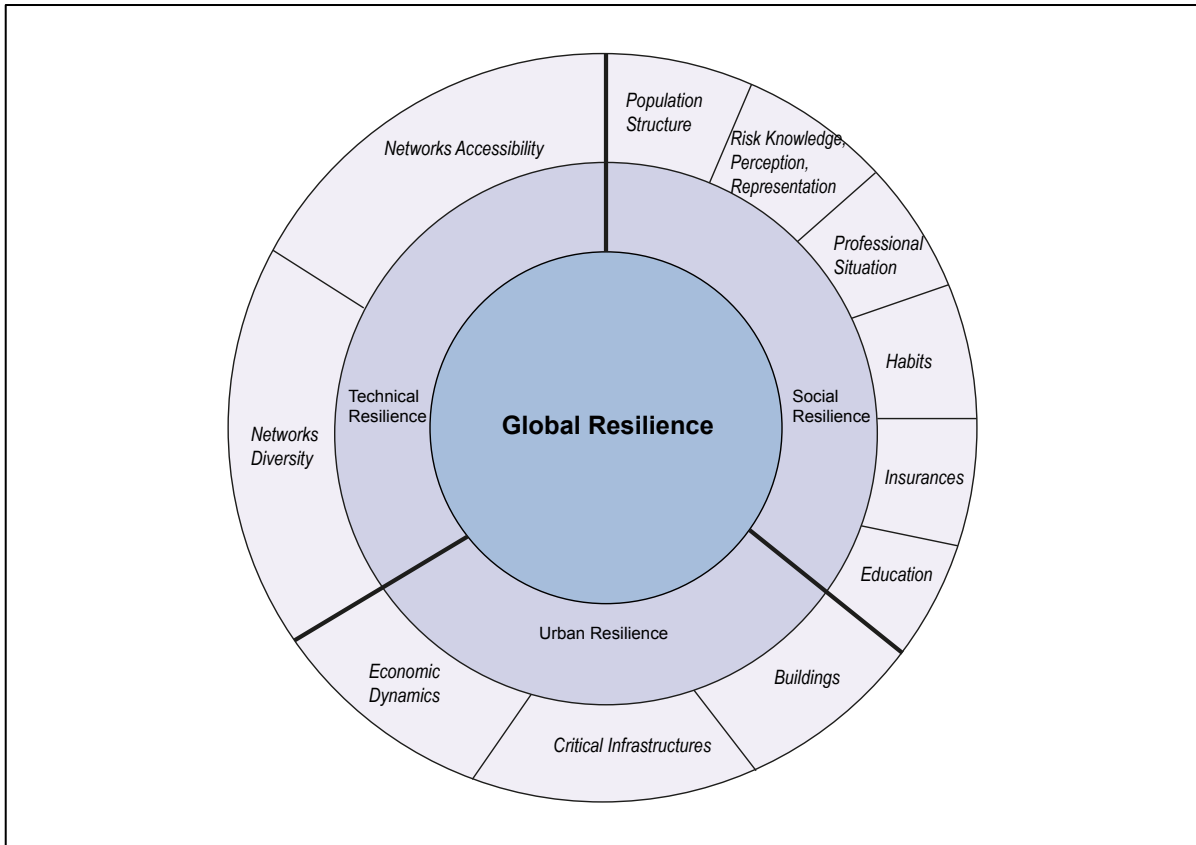 Population
Structure
Networks Accessibility
Risk Knowledge,
Perception,
Representation
Professional
Situation
Habits
Technical
Resilience
Social
Resilience
Global Resilience
Networks
Diversity
Insurances
Education
Urban Resilience
Economic
Dynamics
Buildings
Critical Infrastructures